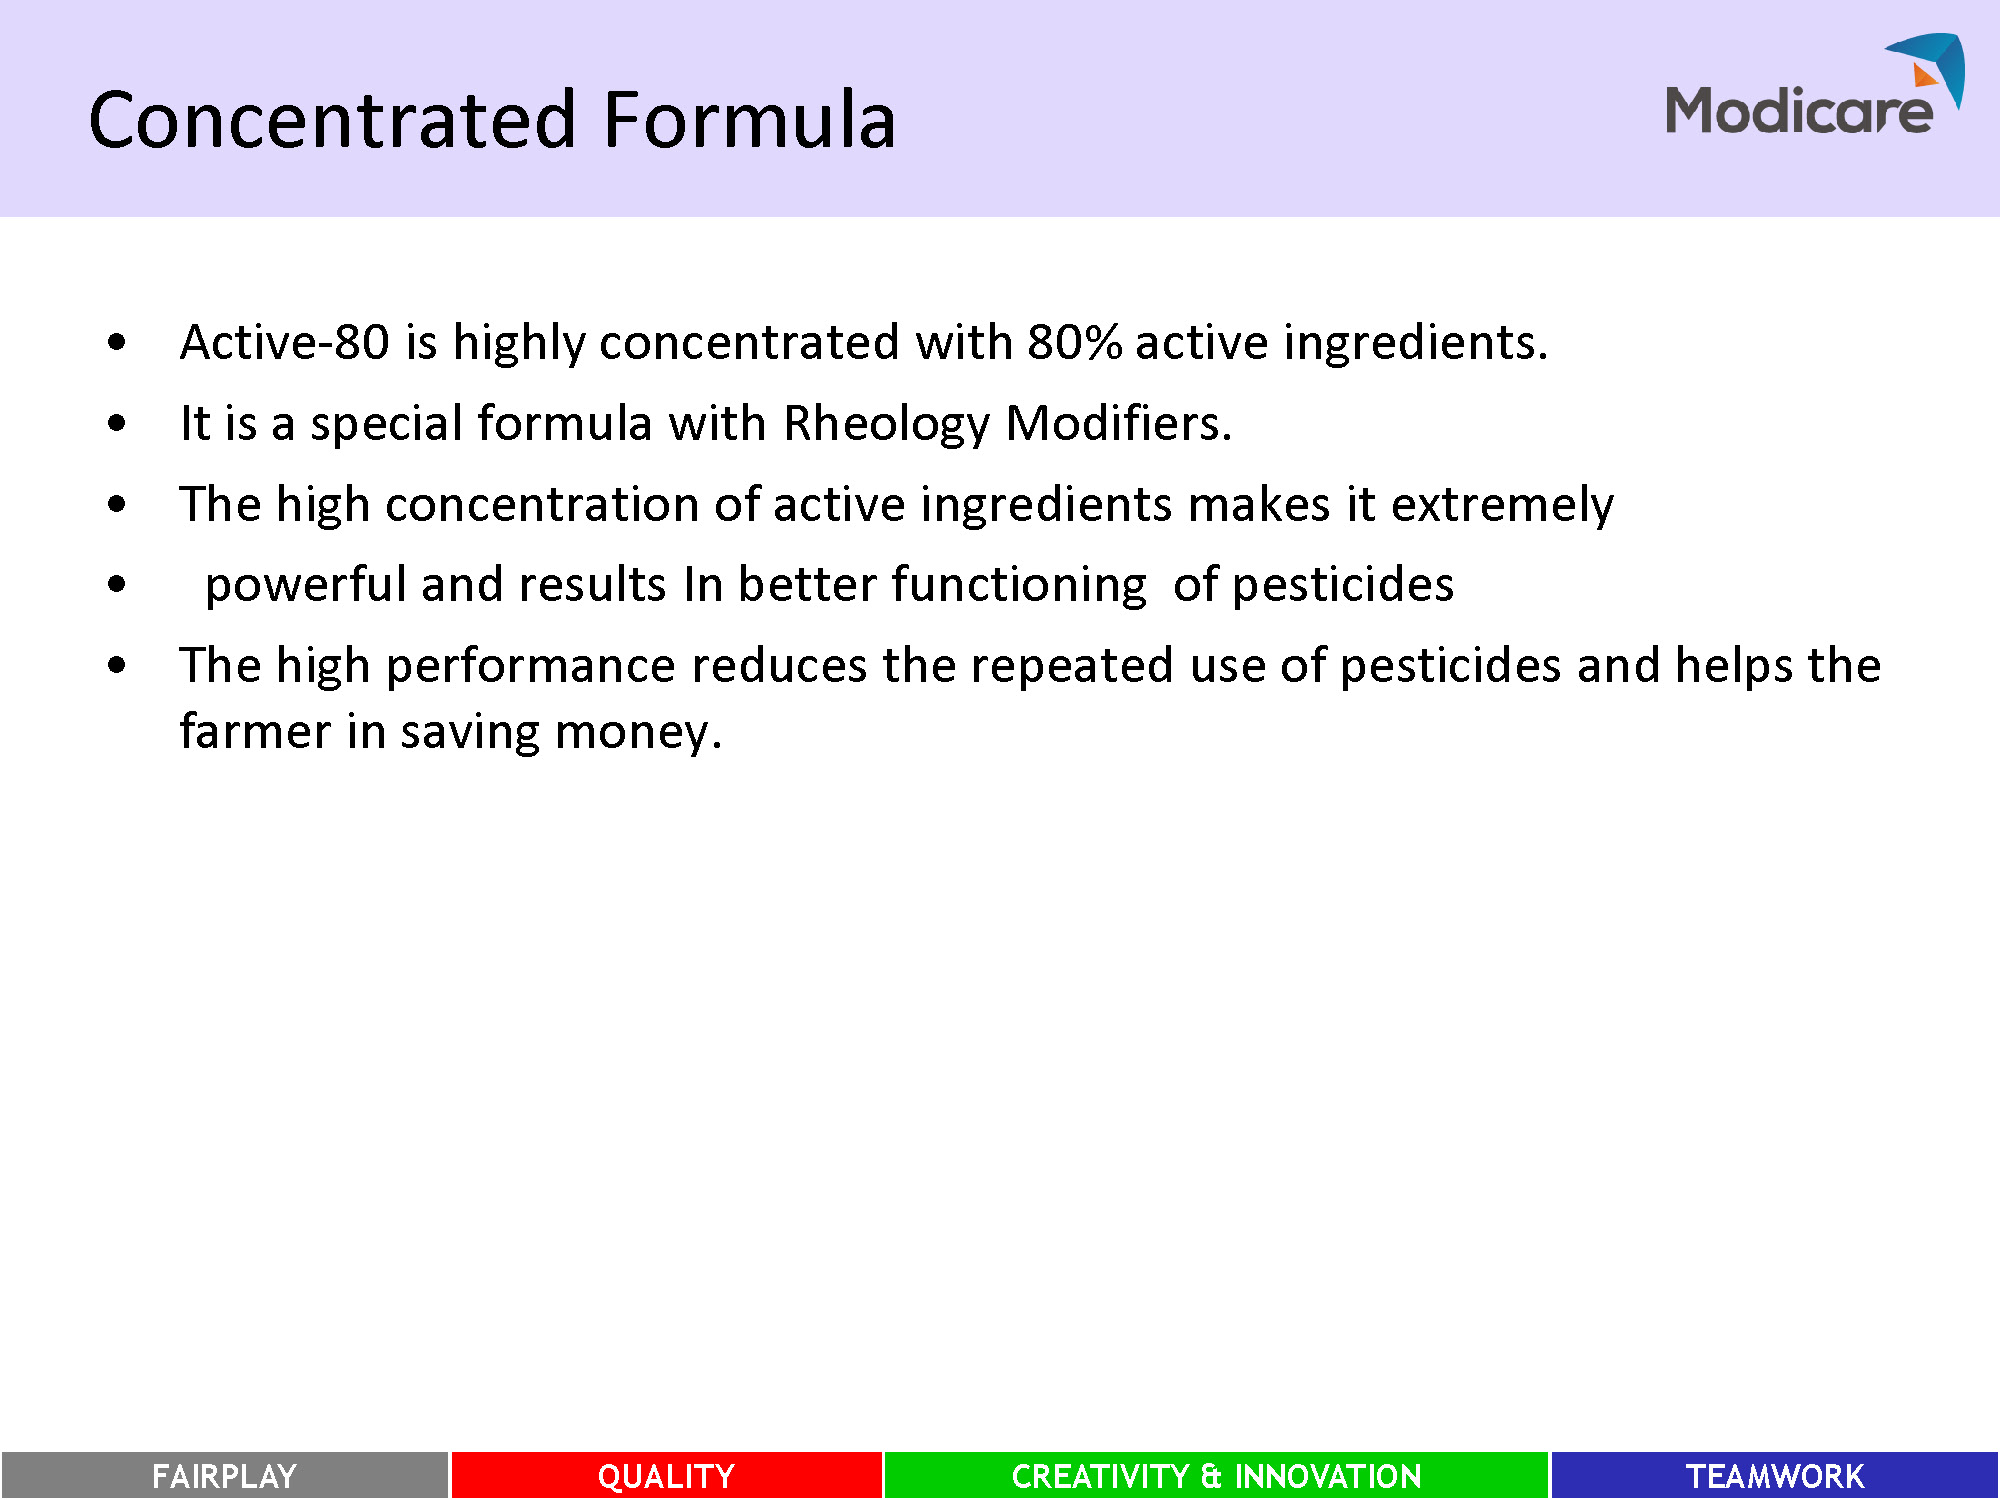 Concentrated Formula
Modicare
• Active-80 is highly concentrated with 80% active ingredients.
• It is a special formula with Rheology Modifiers.
• The high concentration of active ingredients makes it extremely
• powerful and results In better functioning of pesticides
• The high performance reduces the repeated use of pesticides and helps the
farmer in saving money.
FAIRPLAY
QUALITY
CREATIVITY & INNOVATION
TEAMWORK